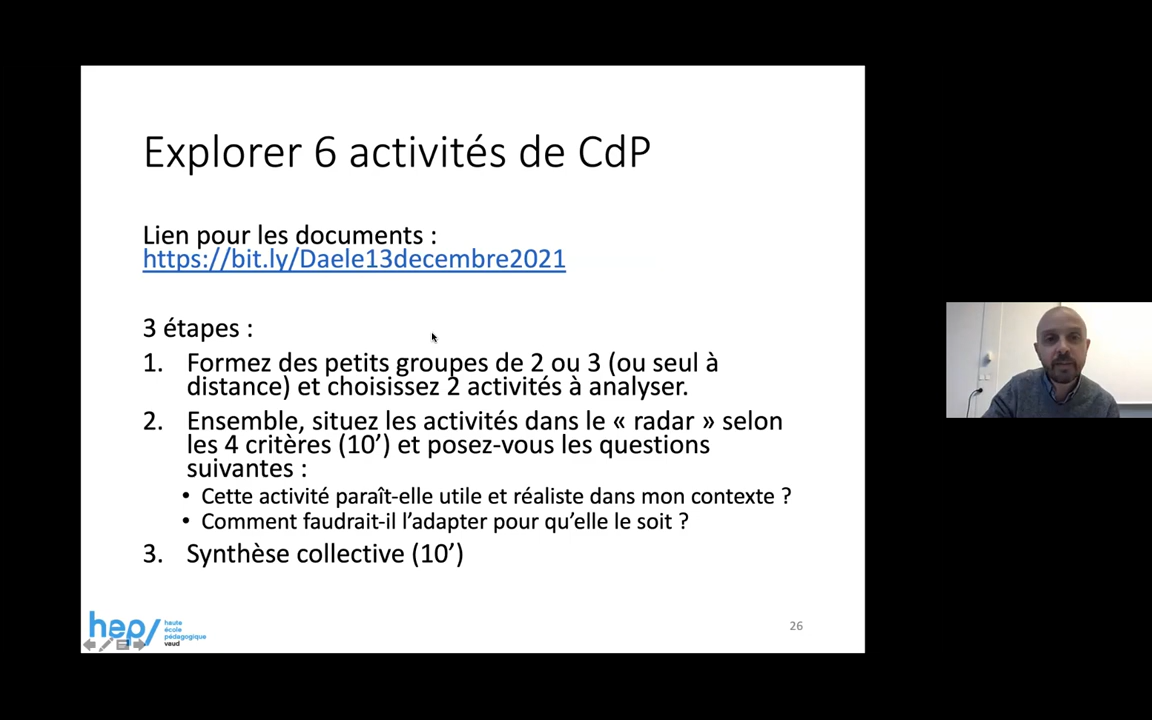 Explorer 6 activités de CdP
Lien pour les documents :
https://bit.ly/Daele13decembre2021
3 étapes :
1. Formez des petits groupes de 2 ou 3 (ou seul à
distance) et choisissez 2 activités à analyser.
2. Ensemble, situez les activités dans le « radar » selon
les 4 critères (10’) et posez-vous les questions
suivantes :
• Cette activité paraît-elle utile et réaliste dans mon contexte ?
• Comment faudrait-il l’adapter pour qu’elle le soit ?
3. Synthèse collective (10’)
hep/
haute
école
pédagogique
vaud
26